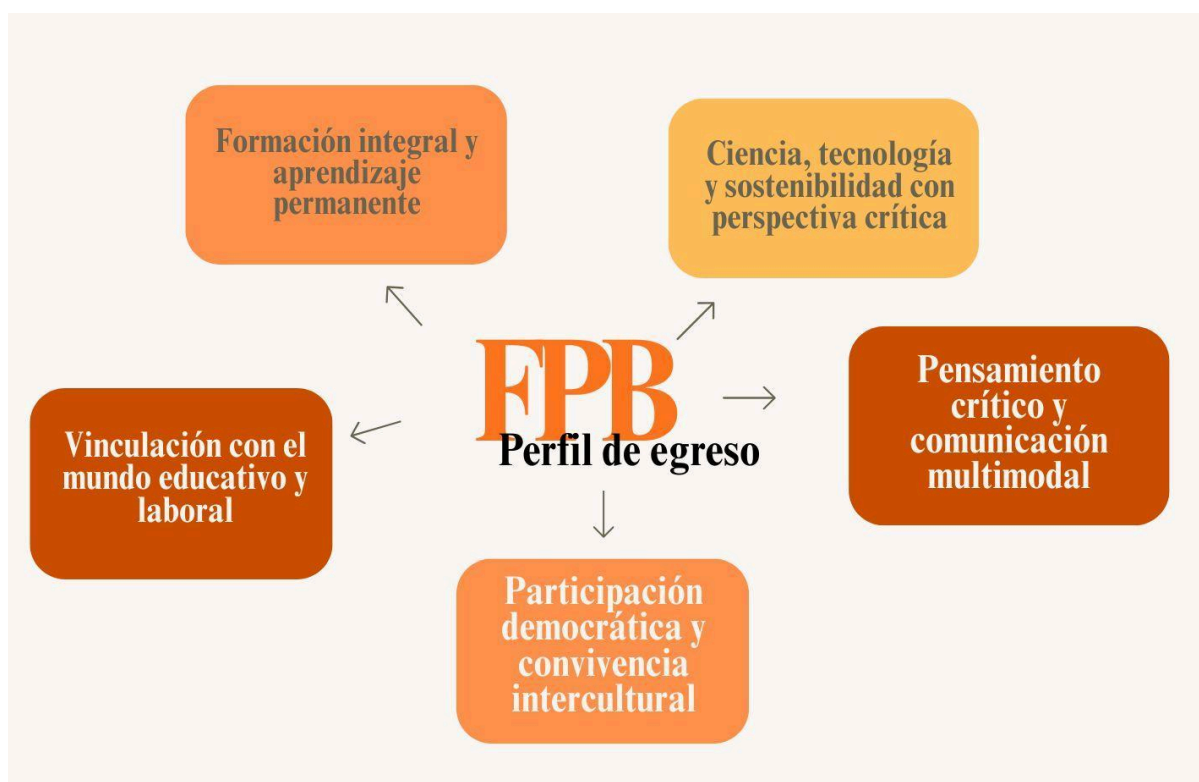 Formación integral y
aprendizaje
permanente
Ciencia, tecnología
y sostenibilidad con
perspectiva crítica
FPB
Perfil de egreso
Pensamiento
crítico y
comunicación
multimodal
Vinculación con el
mundo educativo y
laboral
Participación
democrática y
convivencia
intercultural